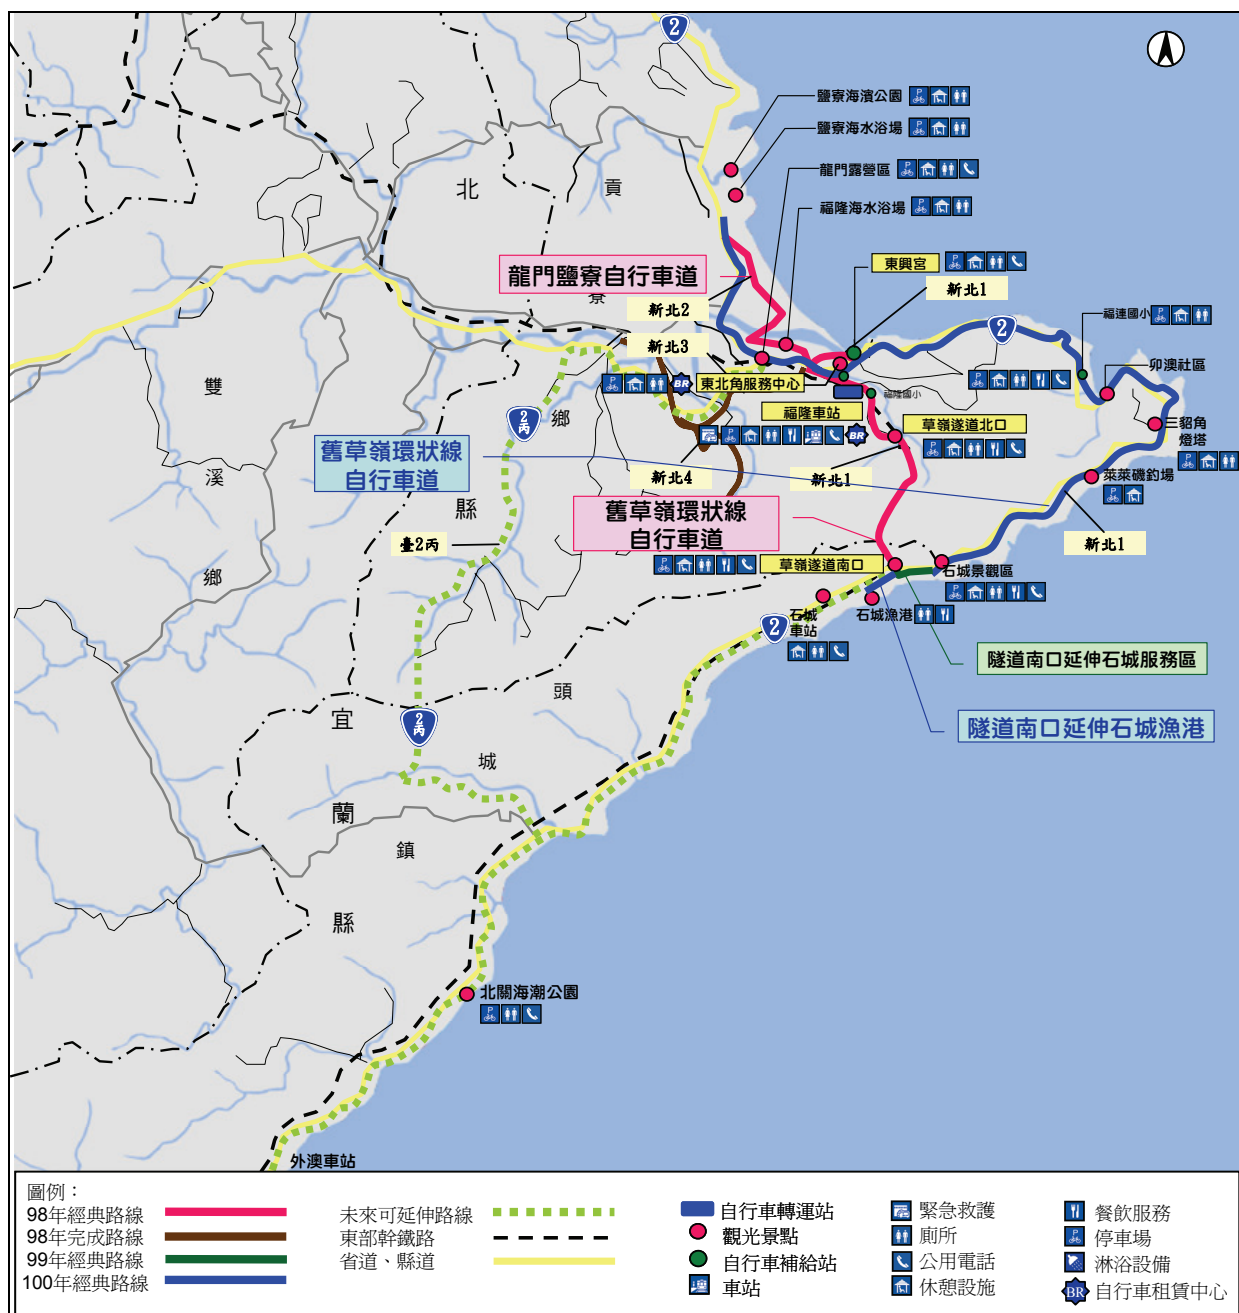 2
鹽寮海濱公園
鹽寮海水浴場
龍門露營區
福隆海水浴場
北
貢
龍門鹽寮自行車道
東興宮
新北1
寮
新北2
2
福連國小
新北3
卯澳社區
BR
東北角服務中心
雙
2丙
鄉
福隆國小
福隆車站
草嶺遂道北口
三貂角
燈塔
BR
舊草嶺環狀線
自行車道
溪
新北4
新北1
萊萊磯釣場
縣
舊草嶺環狀線
自行車道
臺2丙
新北1
鄉
草嶺遂道南口
石城景觀區
石城
車站
石城漁港
2
隧道南口延伸石城服務區
頭
宜
2丙
隧道南口延伸石城漁港
城
蘭
鎮
縣
北關海潮公園
外澳車站
圖例：
98年經典路線
98年完成路線
99年經典路線
100年經典路線
未來可延伸路線
東部幹鐵路
省道、縣道
自行車轉運站
觀光景點
自行車補給站
車站
緊急救護
廁所
公用電話
休憩設施
餐飲服務
停車場
淋浴設備
BR 自行車租賃中心